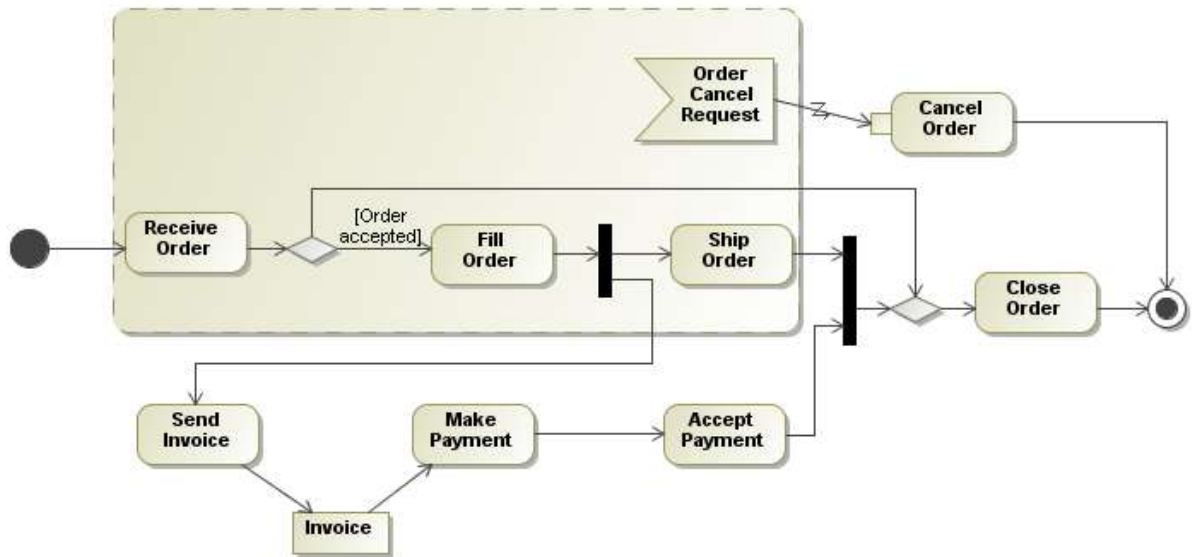 Order
Cancel
Request
Cancel
Order
[Order
accepted]
Receive
Order
Fill
Order
Ship
Order
Close
Order
Send
Invoice
Make
Payment
Accept
Payment
Invoice